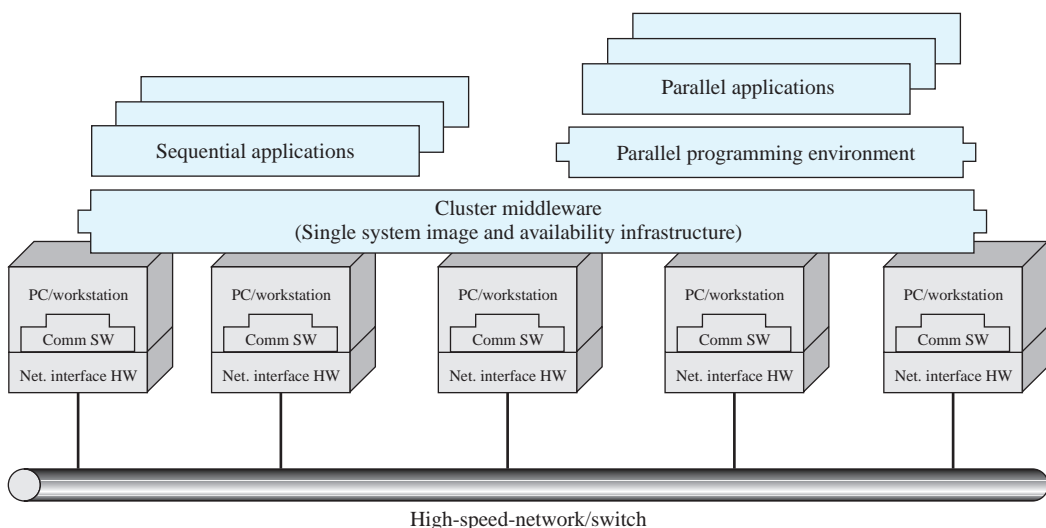 Parallel applications
Sequential applications
Parallel programming environment
Cluster middleware
(Single system image and availability infrastructure)
PC/workstation
Comm SW
Net. interface HW
PC/workstation
Comm SW
Net. interface HW
PC/workstation
Comm SW
Net. interface HW
PC/workstation
Comm SW
Net. interface HW
PC/workstation
Comm SW
Net. interface HW
High-speed-network/switch